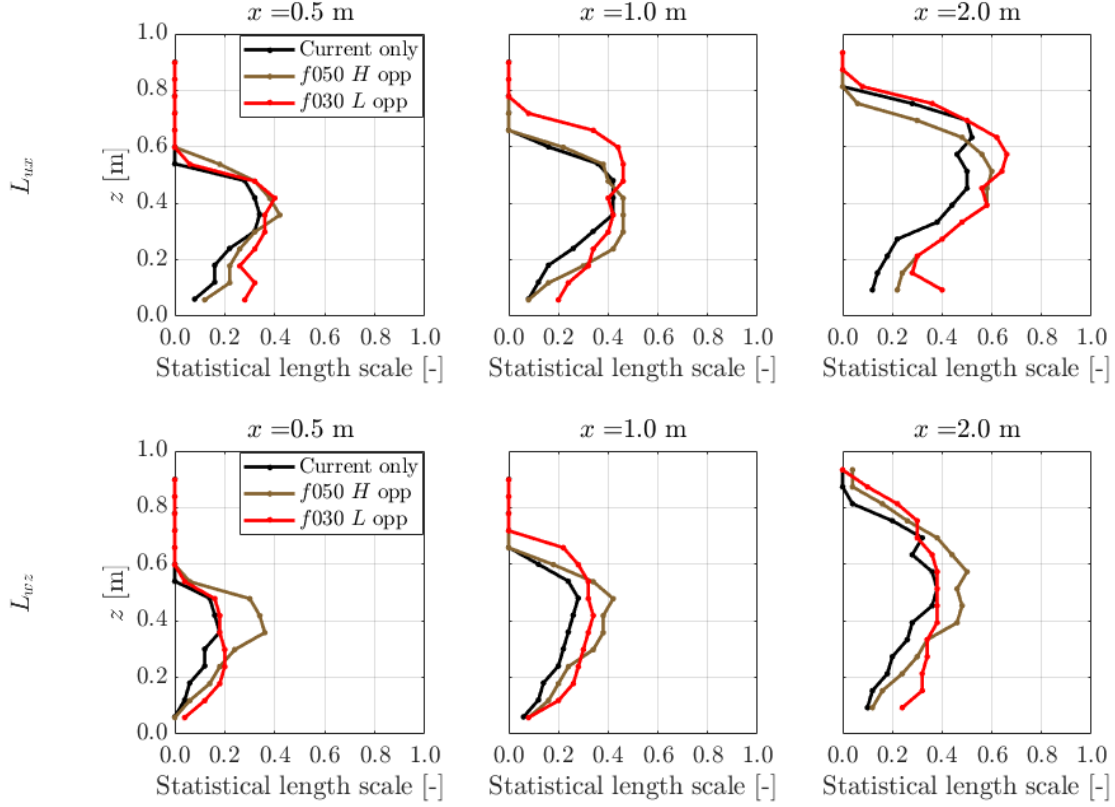 x =0.5 m
x =1.0 m
x =2.0 m
L_{ux}
z [m]
1.0
0.8
0.6
0.4
0.2
0.0
Current only
f050 H opp
f030 L opp
0.0 0.2 0.4 0.6 0.8 1.0
0.0 0.2 0.4 0.6 0.8 1.0
0.0 0.2 0.4 0.6 0.8 1.0
Statistical length scale [-]
Statistical length scale [-]
Statistical length scale [-]
x =0.5 m
x =1.0 m
x =2.0 m
L_{wz}
z [m]
1.0
0.8
0.6
0.4
0.2
0.0
Current only
f050 H opp
f030 L opp
0.0 0.2 0.4 0.6 0.8 1.0
0.0 0.2 0.4 0.6 0.8 1.0
0.0 0.2 0.4 0.6 0.8 1.0
Statistical length scale [-]
Statistical length scale [-]
Statistical length scale [-]